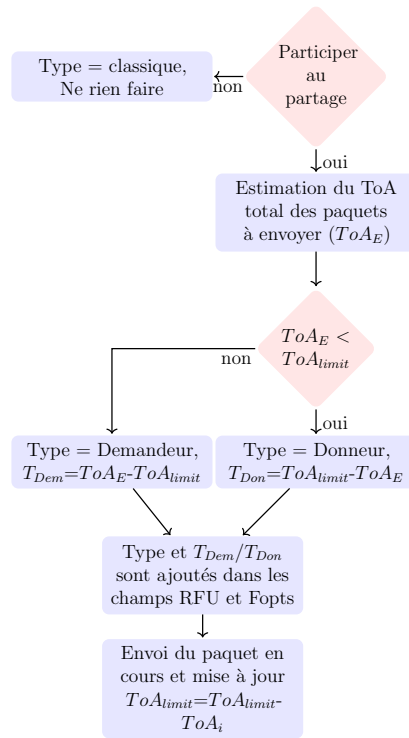 Participer
au
partage
Type = classique,
Ne rien faire
non
oui
Estimation du ToA
total des paquets
à envoyer (ToA_E)
ToA_E <
ToA_limit
non
oui
Type = Demandeur,
T_Dem=ToA_E-ToA_limit
Type = Donneur,
T_Don=ToA_limit-ToA_E
Type et T_Dem/T_Don
sont ajoutés dans les
champs RFU et Fopts
Envoi du paquet en
cours et mise à jour
ToA_limit=ToA_limit-
ToA_i